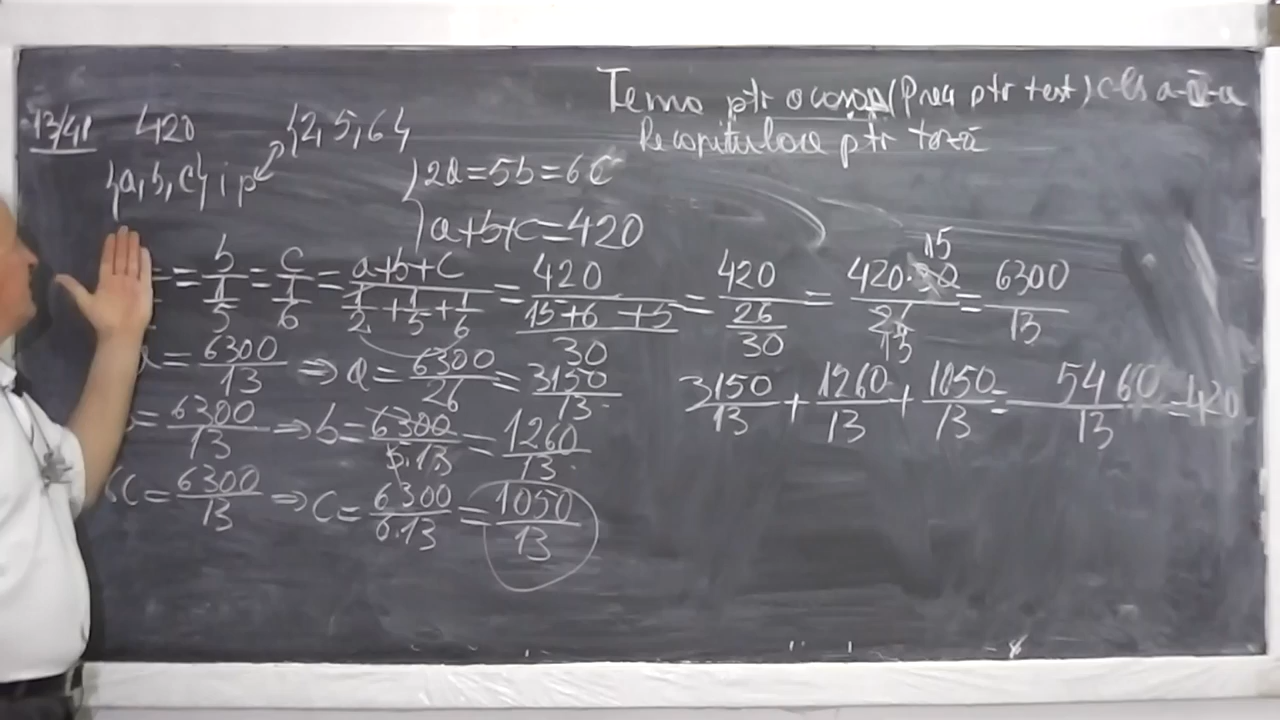 Tema ptr acasă (Preg ptr test) cls a-V-a
Recapitulare ptr teză
13/41 420 {2, 5, 6}
{a, b, c} i p
{2a = 5b = 6c
a+b+c = 420
= b/(1/5) = c/(1/6) = (a+b+c)/(1/2 + 1/5 + 1/6) = 420/((15+6+5)/30) = 420/(26/30) = 420·30/26 = 6300/13
15
13
= 6300/13 ⇒ a = 6300/26 = 3150/13
= 6300/13 ⇒ b = 6300/5·13 = 1260/13
6c = 6300/13 ⇒ c = 6300/6·13 = 1050/13
3150/13 + 1260/13 + 1050/13 = 5460/13 = 420